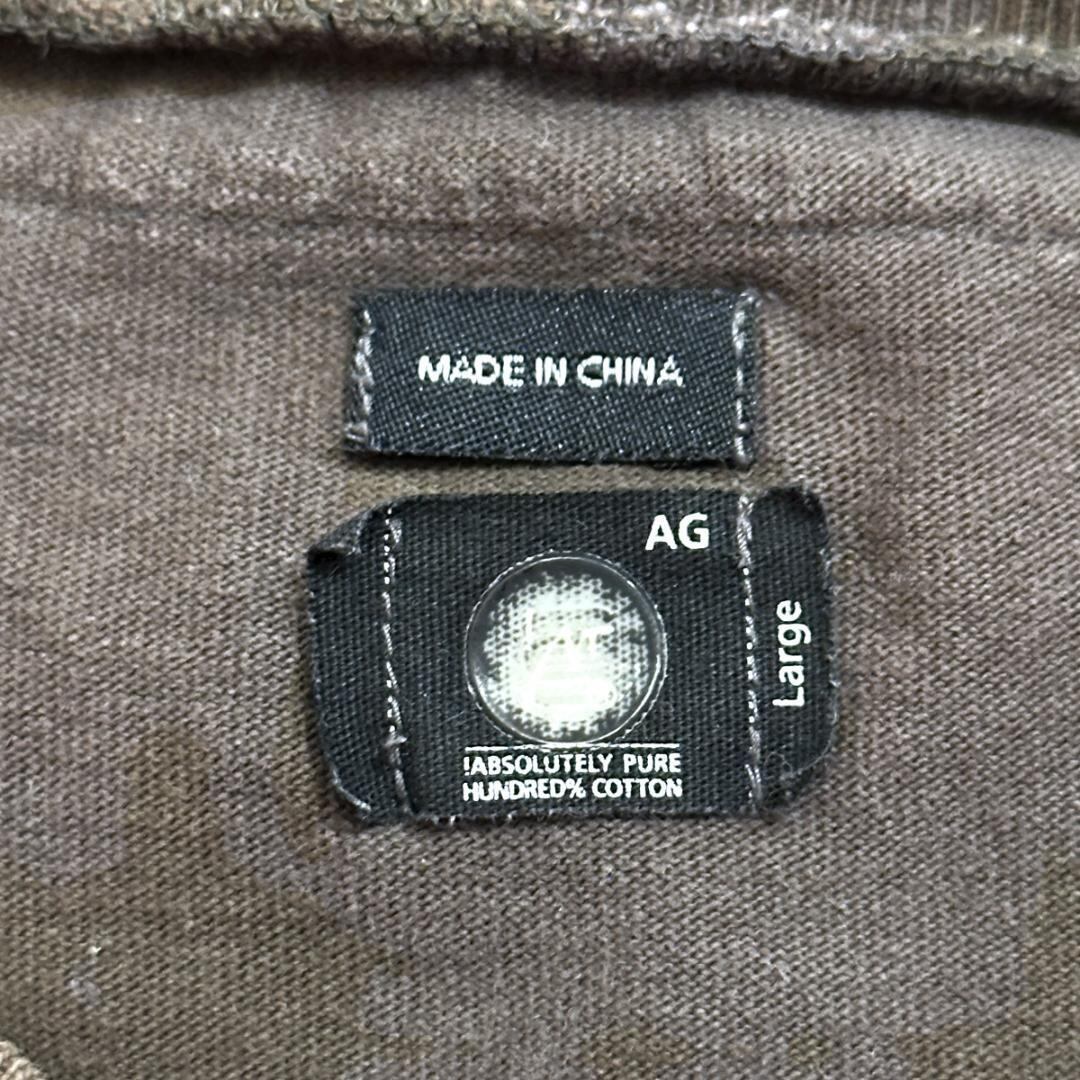 MADE IN CHINA
AG
Large
!ABSOLUTELY PURE
HUNDRED% COTTON